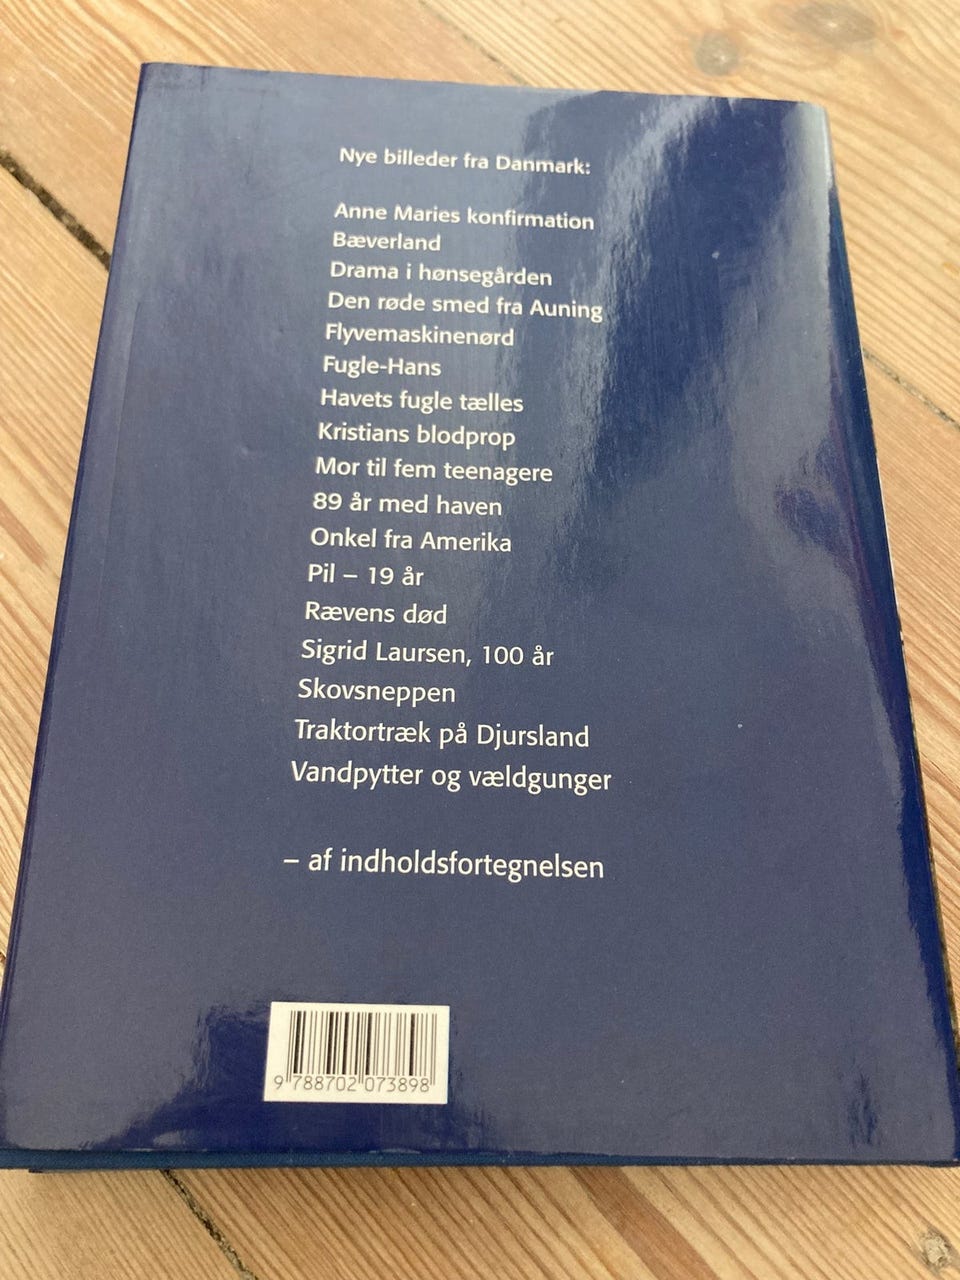 Nye billeder fra Danmark:
Anne Maries konfirmation
Bæverland
Drama i hønsegården
Den røde smed fra Auning
Flyvemaskinenørd
Fugle-Hans
Havets fugle tælles
Kristians blodprop
Mor til fem teenagere
89 år med haven
Onkel fra Amerika
Pil – 19 år
Rævens død
Sigrid Laursen, 100 år
Skovsneppen
Traktortræk på Djursland
Vandpytter og vældgunger
– af indholdsfortegnelsen
9 788702 073898